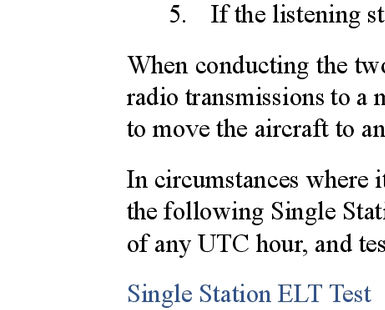 5. If the listening st
When conducting the two
radio transmissions to a m
to move the aircraft to an
In circumstances where it
the following Single Stati
of any UTC hour, and tes
Single Station ELT Test